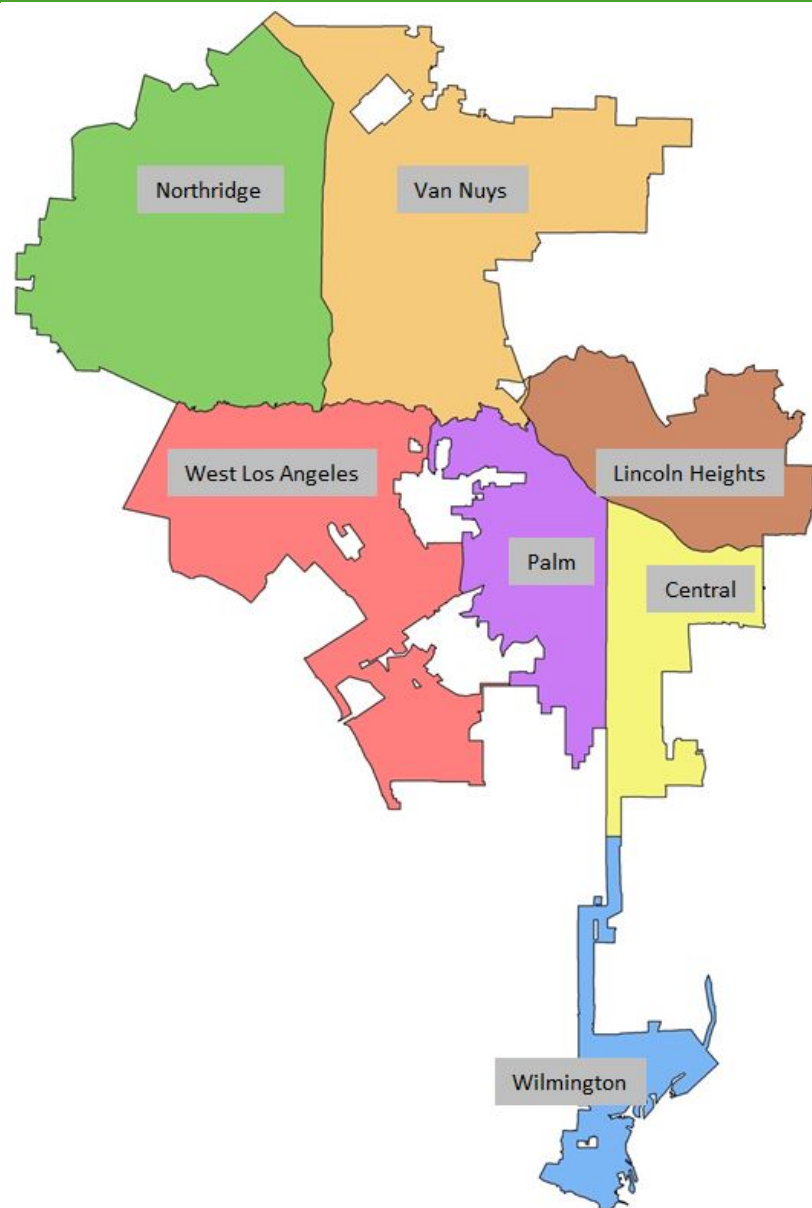 Northridge
Van Nuys
West Los Angeles
Lincoln Heights
Palm
Central
Wilmington